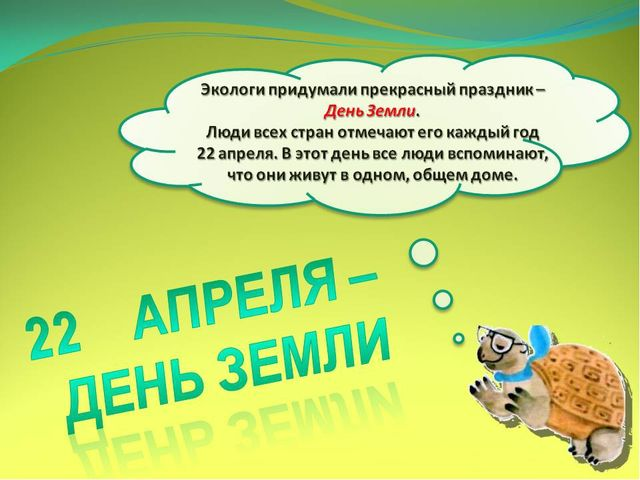 Экологи придумали прекрасный праздник –
День Земли.
Люди всех стран отмечают его каждый год
22 апреля. В этот день все люди вспоминают,
что они живут в одном, общем доме.
22 АПРЕЛЯ –
ДЕНЬ ЗЕМЛИ